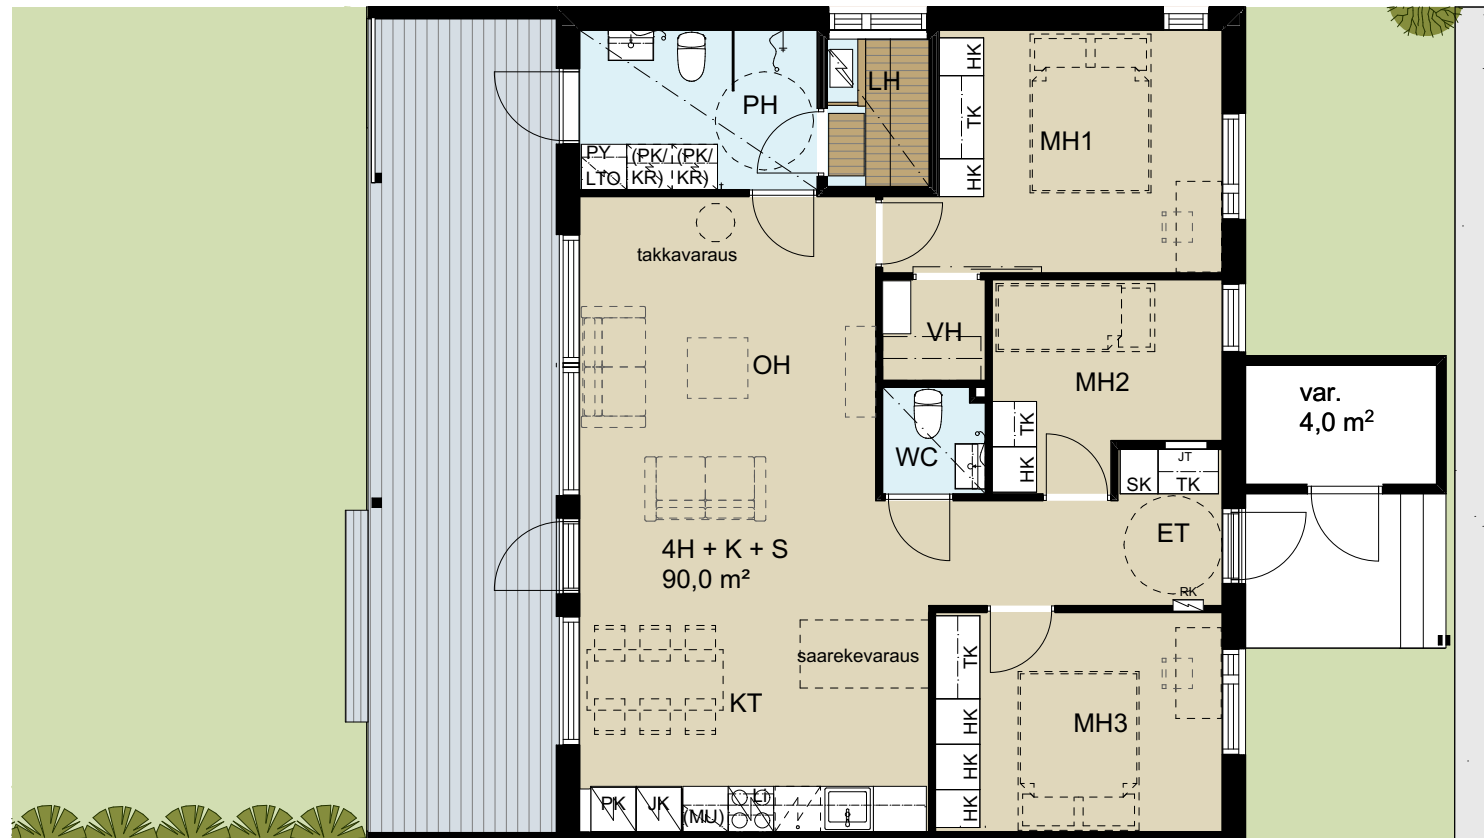 HK
TK
HK
LH
PH
MH1
PY
LTO
(PK/
KR)
(PK/
KR)
takkavaraus
OH
VH
MH2
TK
HK
WC
var.
4,0 m²
JT
SK
TK
ET
RK
4H + K + S
90,0 m²
saarekevaraus
KT
TK
HK
HK
HK
MH3
PK
JK
(MU)
LT